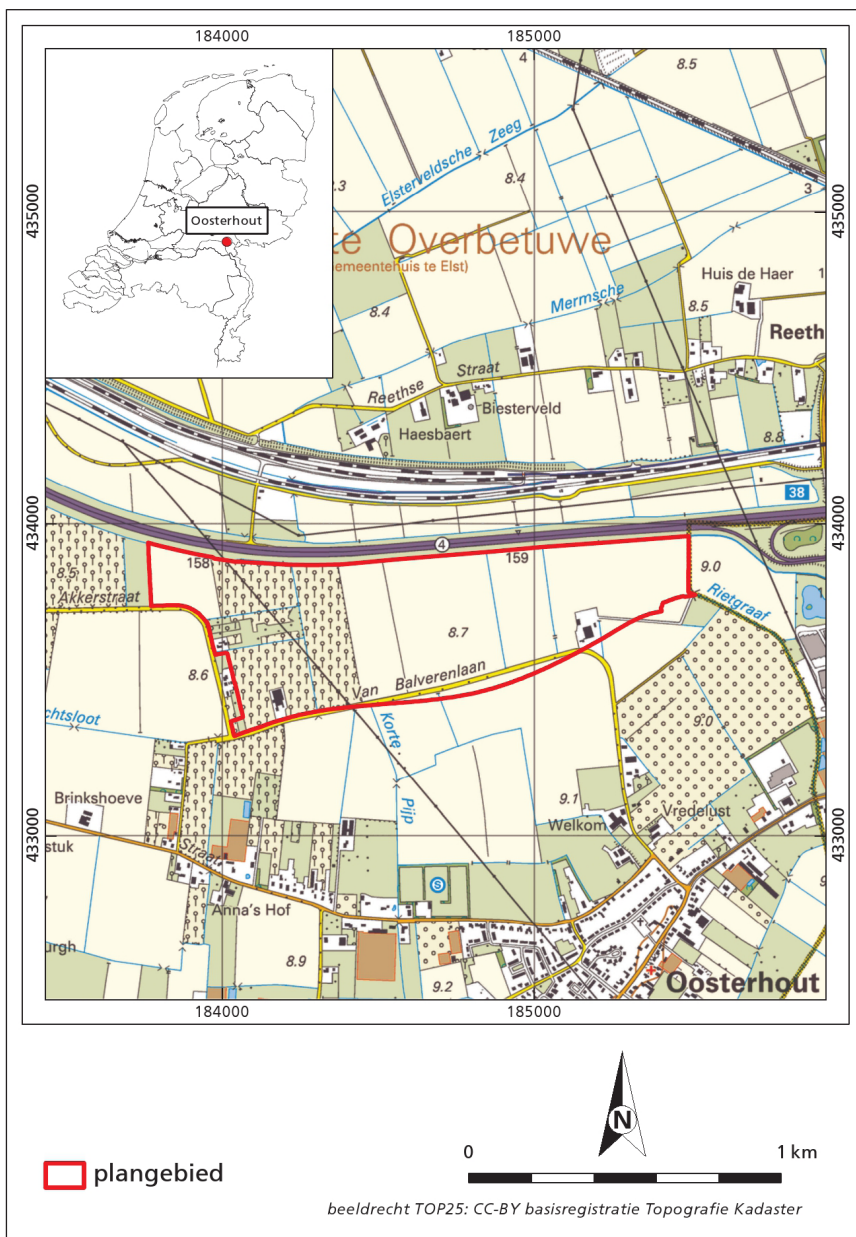 184000
185000
4
8.5
Elsterveldsche Zeeg
8.4
3
435000
435000
Oosterhout
te Overbetuwe
emeentehuis te Elst)
Huis de Haer
8.4
Mermsche
8.5
Reeth
Reethse Straat
Biesterveld
Haesbaert
8.8
38
434000
434000
4
158
159
9.0
8.5
Akkerstraat
Rietgraaf
8.7
8.6
Van Balverenlaan
chtsloot
Korte Pijp
9.0
9.1
Brinkshoeve
Welkom
Vredelust
433000
433000
stuk
Straat
S
Anna's Hof
urgh
8.9
9.2
Oosterhout
184000
185000
N
0
1 km
plangebied
beeldrecht TOP25: CC-BY basisregistratie Topografie Kadaster